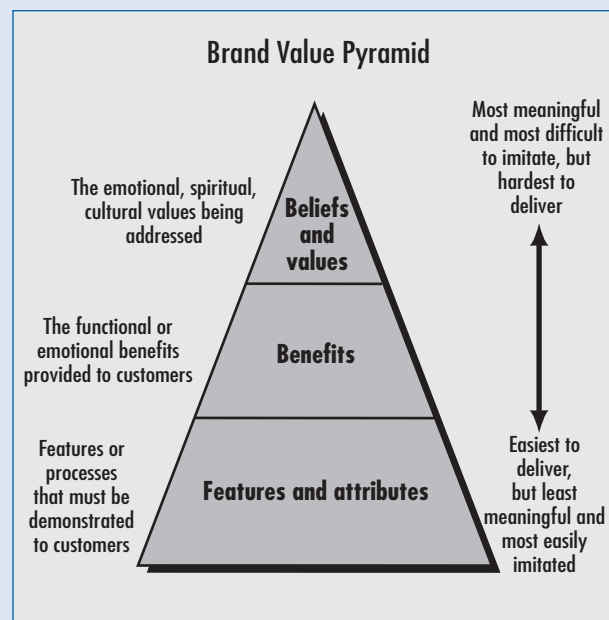 Brand Value Pyramid
Most meaningful
and most difficult
to imitate, but
hardest to
deliver
The emotional, spiritual,
cultural values being
addressed
Beliefs
and
values
The functional or
emotional benefits
provided to customers
Benefits
Features or
processes
that must be
demonstrated
to customers
Features and attributes
Easiest to
deliver,
but least
meaningful and
most easily
imitated